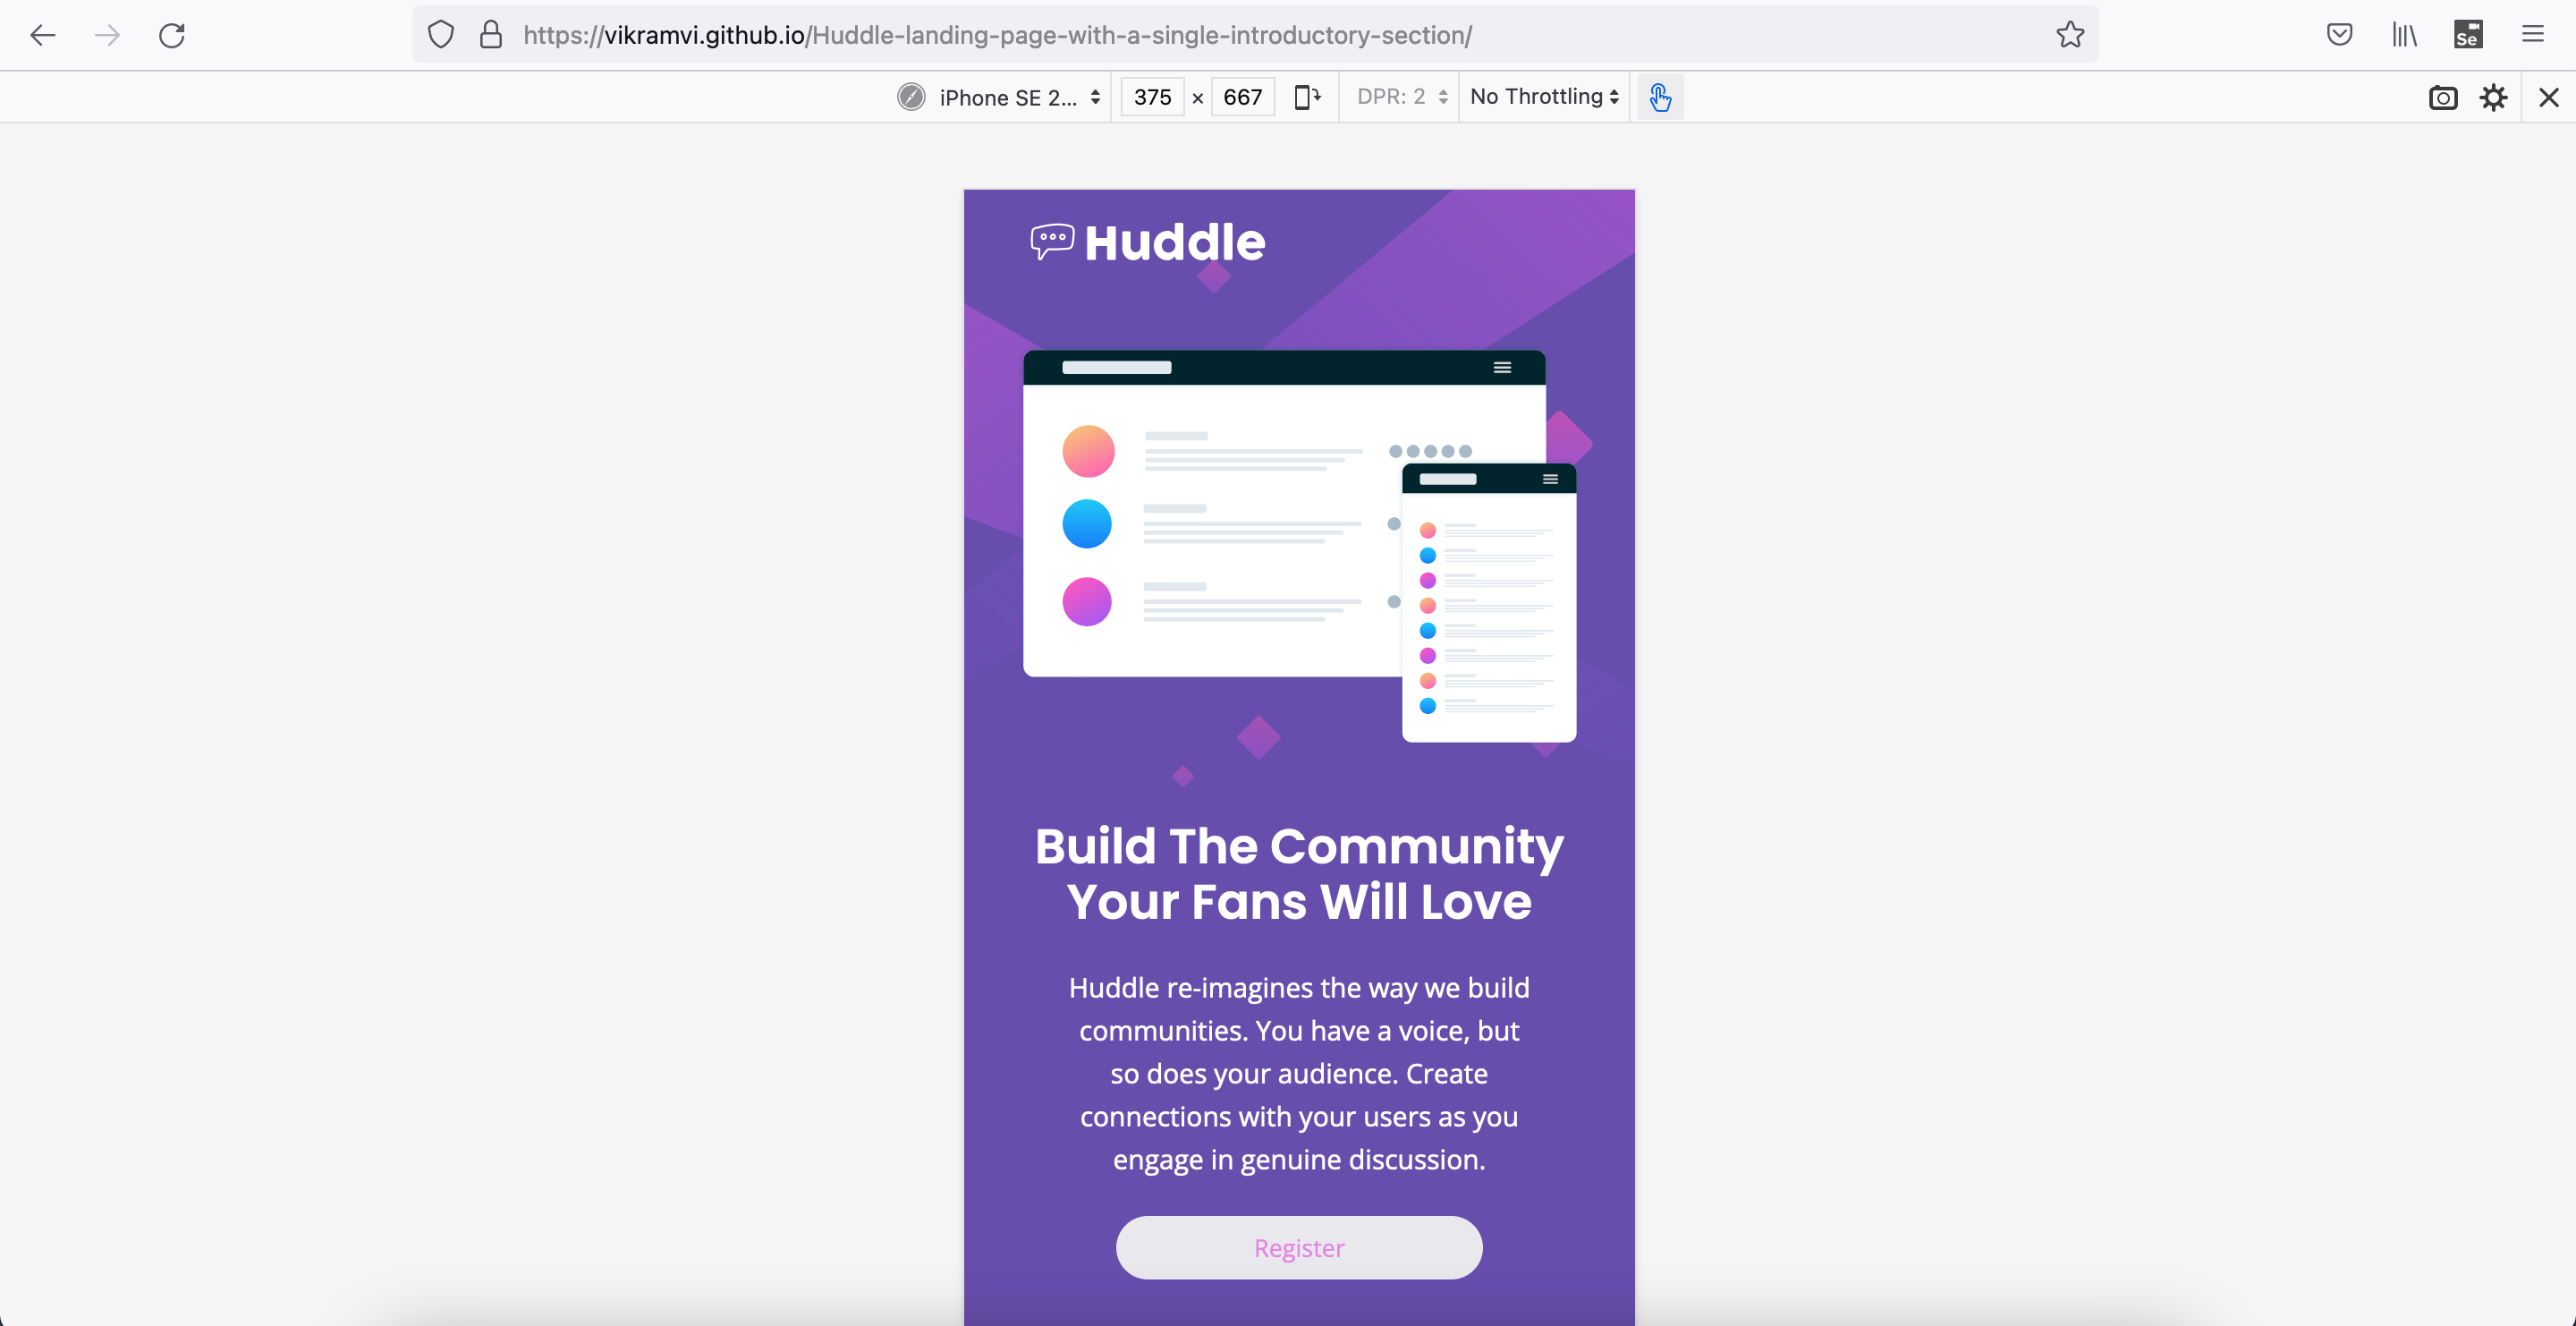 https://vikramvi.github.io/Huddle-landing-page-with-a-single-introductory-section/
Se
iPhone SE 2... 375 × 667 DPR: 2 No Throttling
Huddle
Build The Community
Your Fans Will Love
Huddle re-imagines the way we build
communities. You have a voice, but
so does your audience. Create
connections with your users as you
engage in genuine discussion.
Register